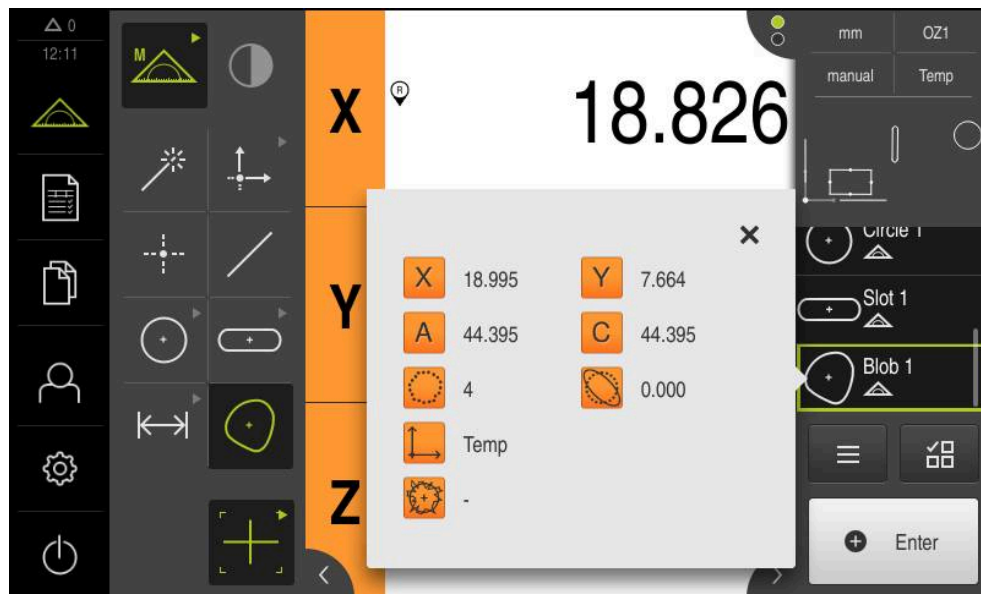 0
12:11
M
X
R
18.826
Y
Z
X 18.995 Y 7.664
A 44.395 C 44.395
4 0.000
Temp
-
mm OZ1
manual Temp
Circle 1
Slot 1
Blob 1
Enter